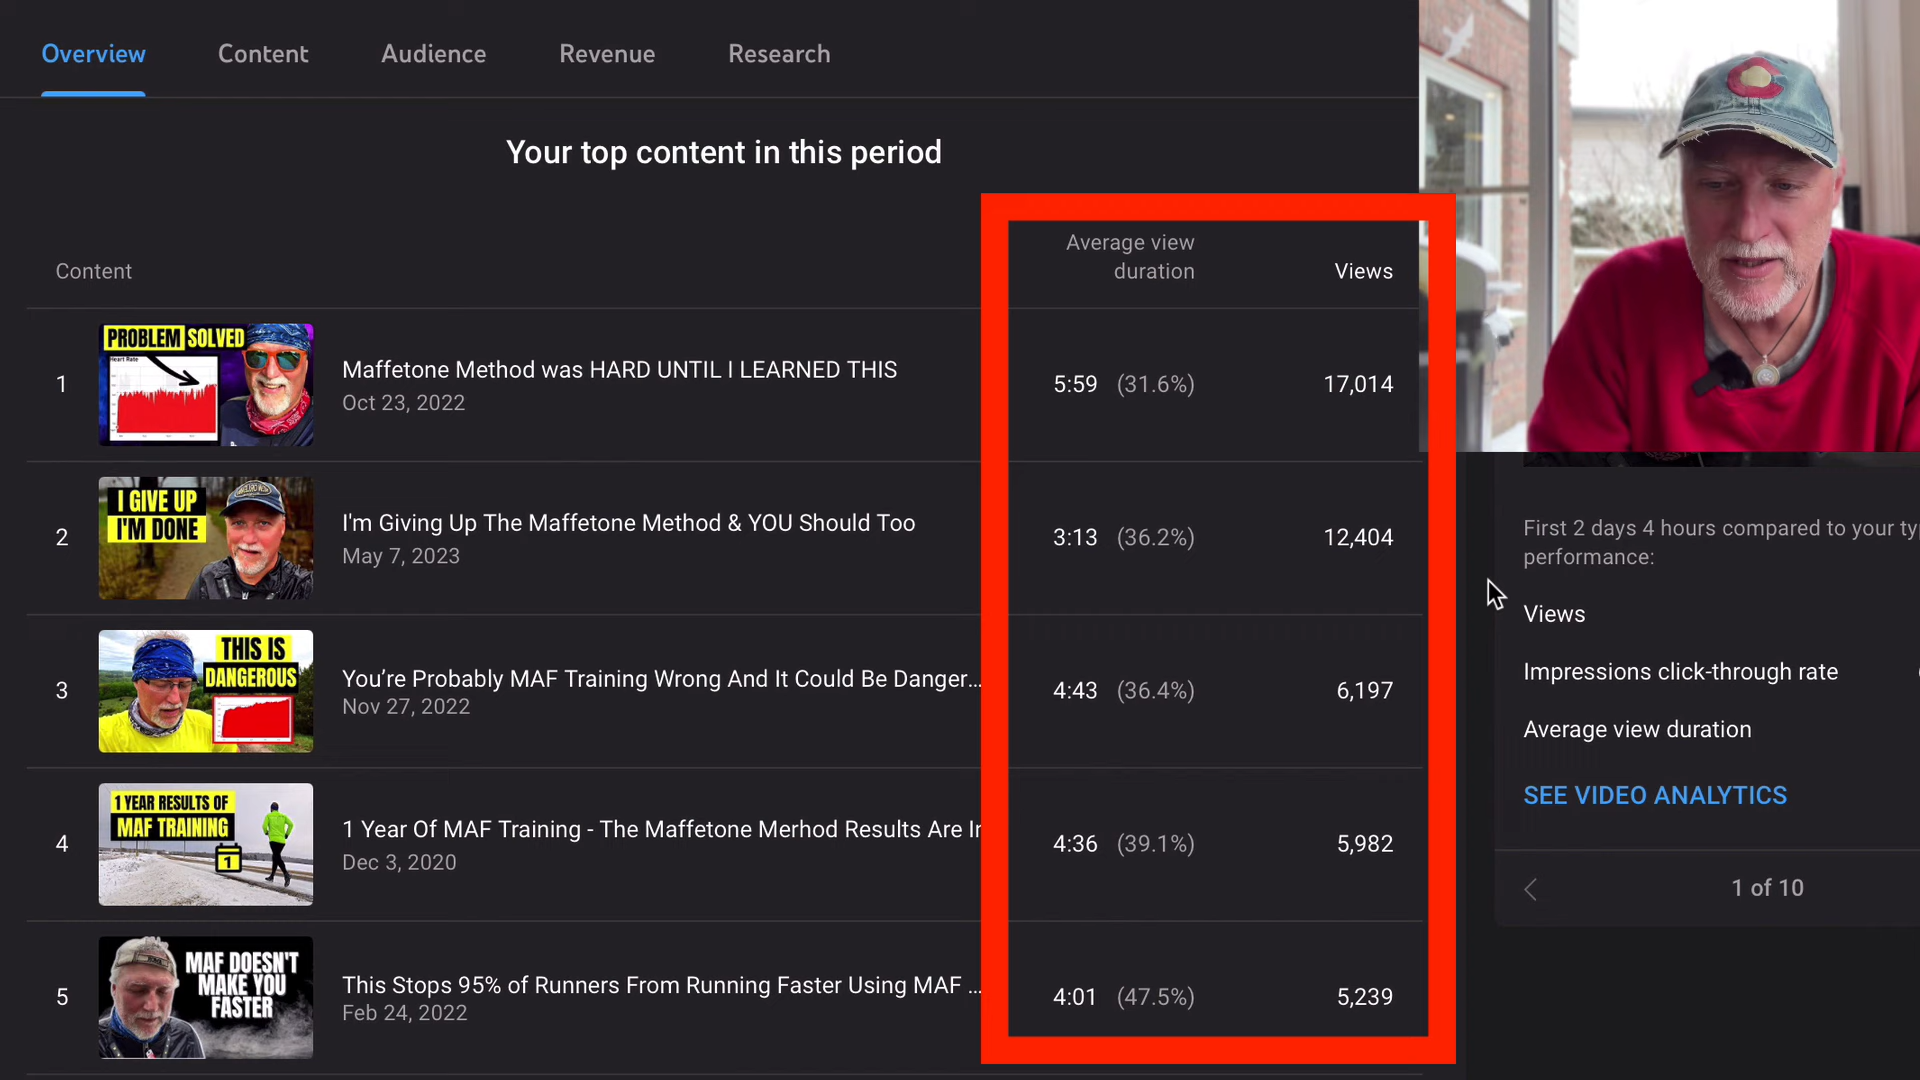 Overview Content Audience Revenue Research
Your top content in this period
Content Average view duration Views
1 PROBLEM SOLVED Heart Rate Maffetone Method was HARD UNTIL I LEARNED THIS 5:59 (31.6%) 17,014
Oct 23, 2022
2 I GIVE UP I'M DONE I'm Giving Up The Maffetone Method & YOU Should Too 3:13 (36.2%) 12,404
May 7, 2023
3 THIS IS DANGEROUS You’re Probably MAF Training Wrong And It Could Be Danger... 4:43 (36.4%) 6,197
Nov 27, 2022
4 1 YEAR RESULTS OF MAF TRAINING 1 1 Year Of MAF Training - The Maffetone Merhod Results Are In 4:36 (39.1%) 5,982
Dec 3, 2020
5 MAF DOESN'T MAKE YOU FASTER This Stops 95% of Runners From Running Faster Using MAF ... 4:01 (47.5%) 5,239
Feb 24, 2022
First 2 days 4 hours compared to your ty
performance:
Views
Impressions click-through rate
Average view duration
SEE VIDEO ANALYTICS
1 of 10